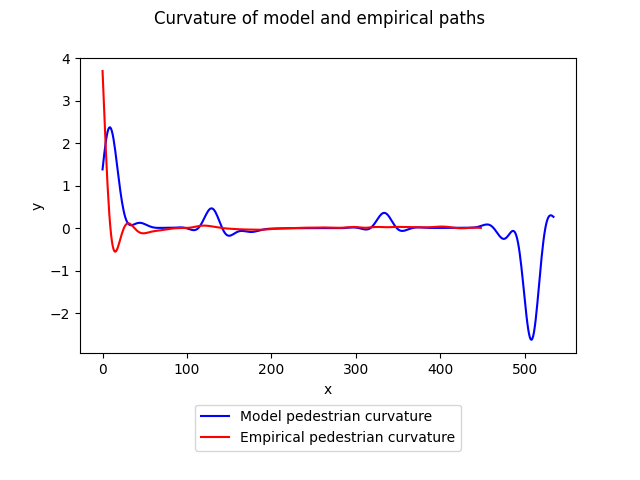 Curvature of model and empirical paths
4
3
2
1
0
−1
−2
y
0 100 200 300 400 500
x
Model pedestrian curvature
Empirical pedestrian curvature